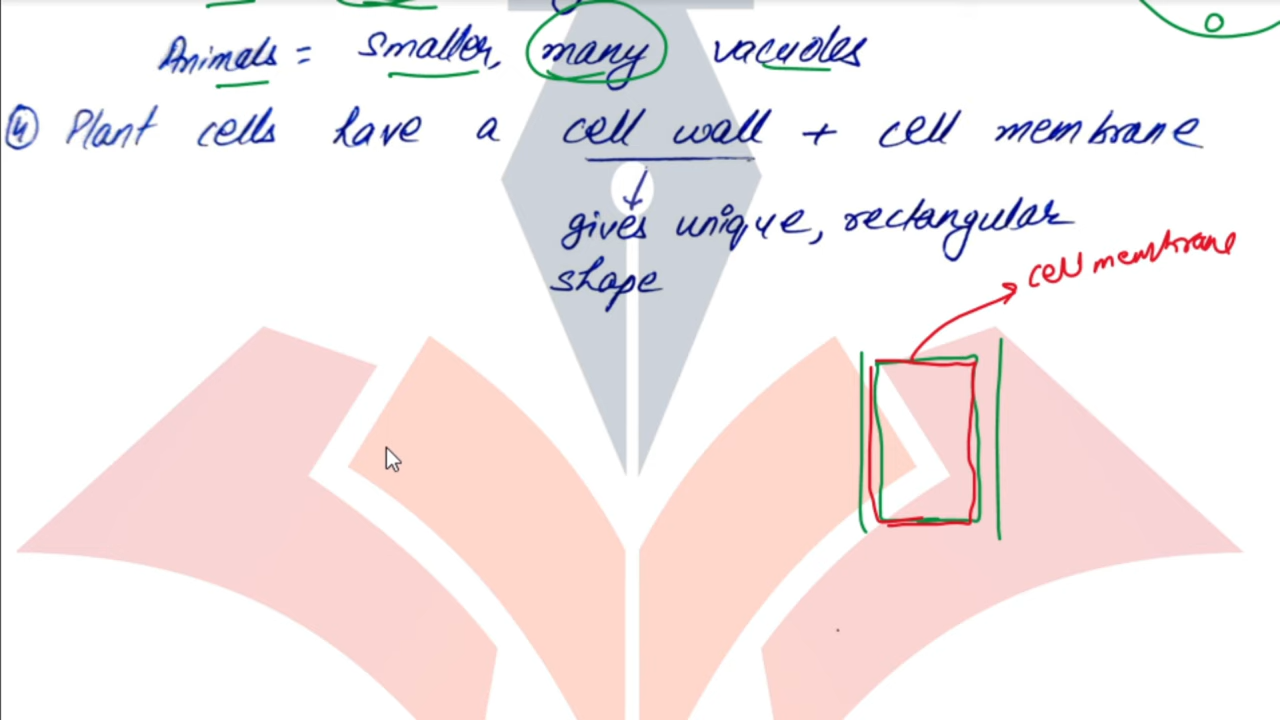 Animals = smaller, many vacuoles
④ Plant cells have a cell wall + cell membrane
gives unique, rectangular
shape
cell membrane